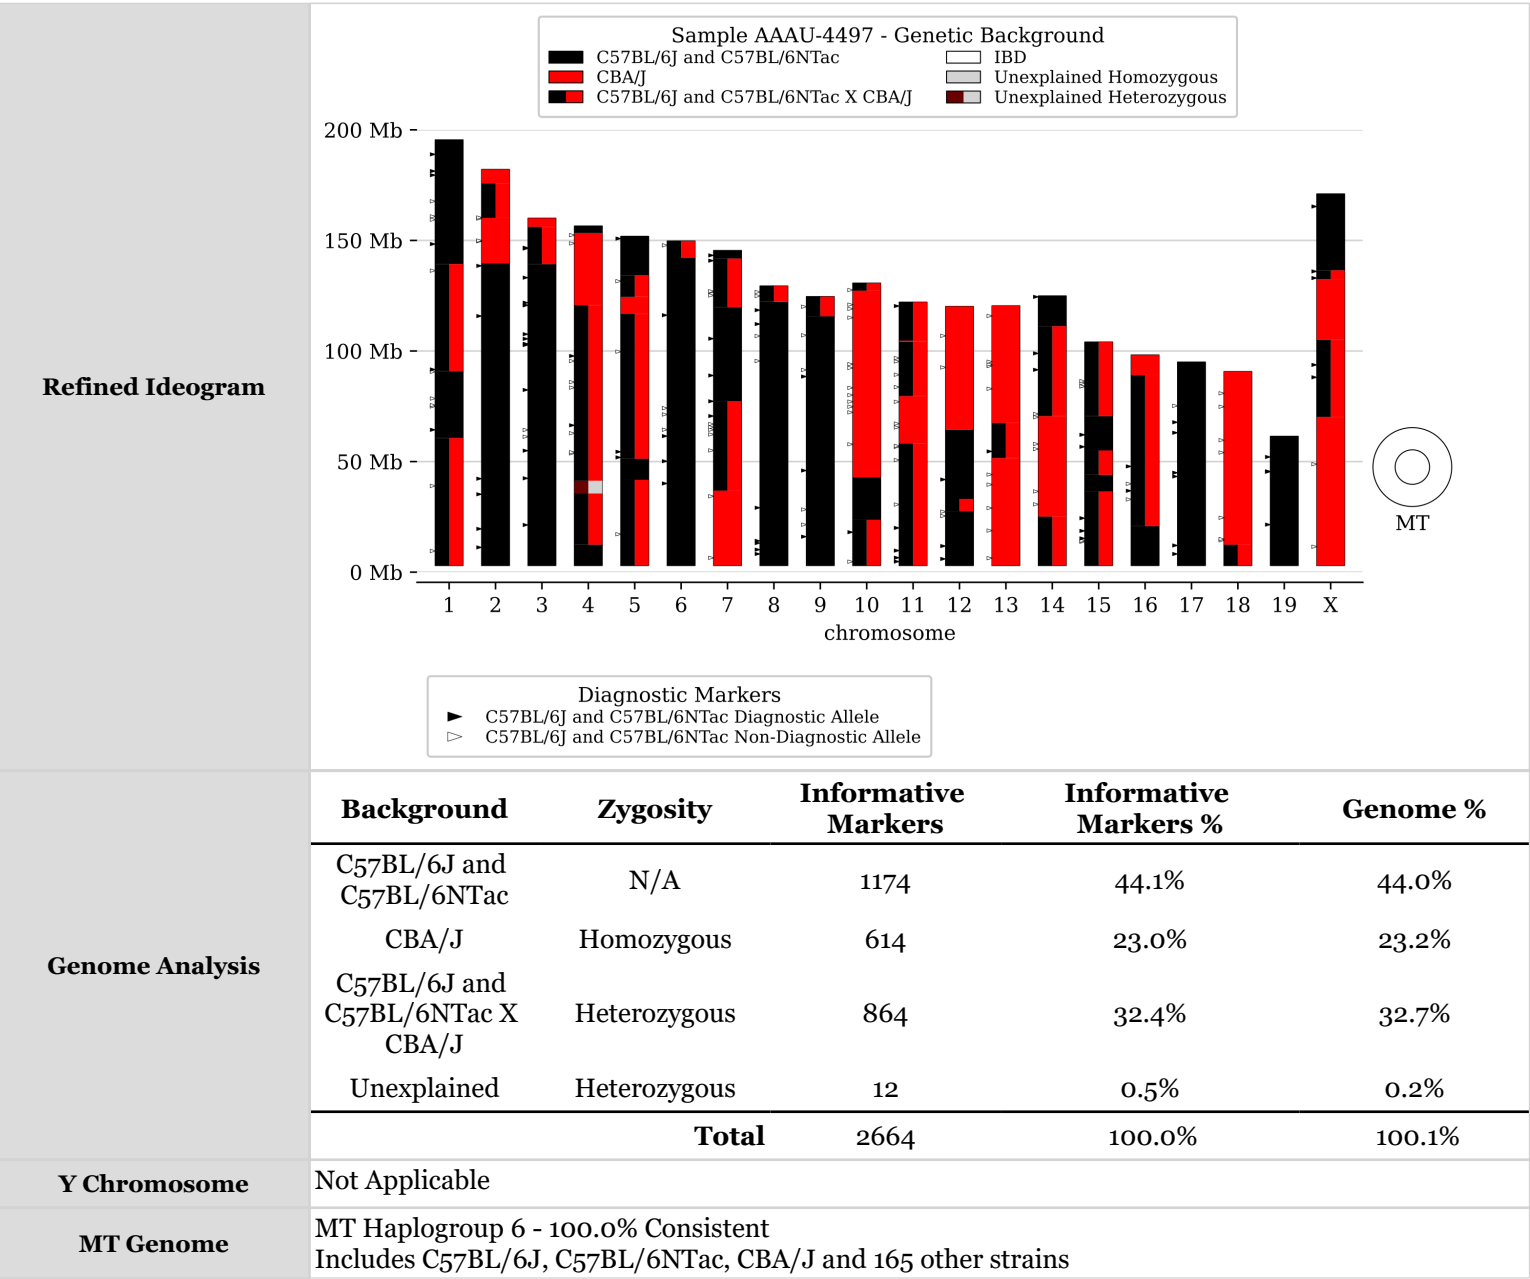 Refined Ideogram
Sample AAAU-4497 - Genetic Background
C57BL/6J and C57BL/6NTac
CBA/J
C57BL/6J and C57BL/6NTac X CBA/J
IBD
Unexplained Homozygous
Unexplained Heterozygous
200 Mb
150 Mb
100 Mb
50 Mb
0 Mb
1 2 3 4 5 6 7 8 9 10 11 12 13 14 15 16 17 18 19 X
chromosome
MT
Diagnostic Markers
C57BL/6J and C57BL/6NTac Diagnostic Allele
C57BL/6J and C57BL/6NTac Non-Diagnostic Allele
Genome Analysis
Background Zygosity Informative Markers Informative Markers % Genome %
C57BL/6J and C57BL/6NTac N/A 1174 44.1% 44.0%
CBA/J Homozygous 614 23.0% 23.2%
C57BL/6J and C57BL/6NTac X CBA/J Heterozygous 864 32.4% 32.7%
Unexplained Heterozygous 12 0.5% 0.2%
Total 2664 100.0% 100.1%
Y Chromosome
Not Applicable
MT Genome
MT Haplogroup 6 - 100.0% Consistent
Includes C57BL/6J, C57BL/6NTac, CBA/J and 165 other strains